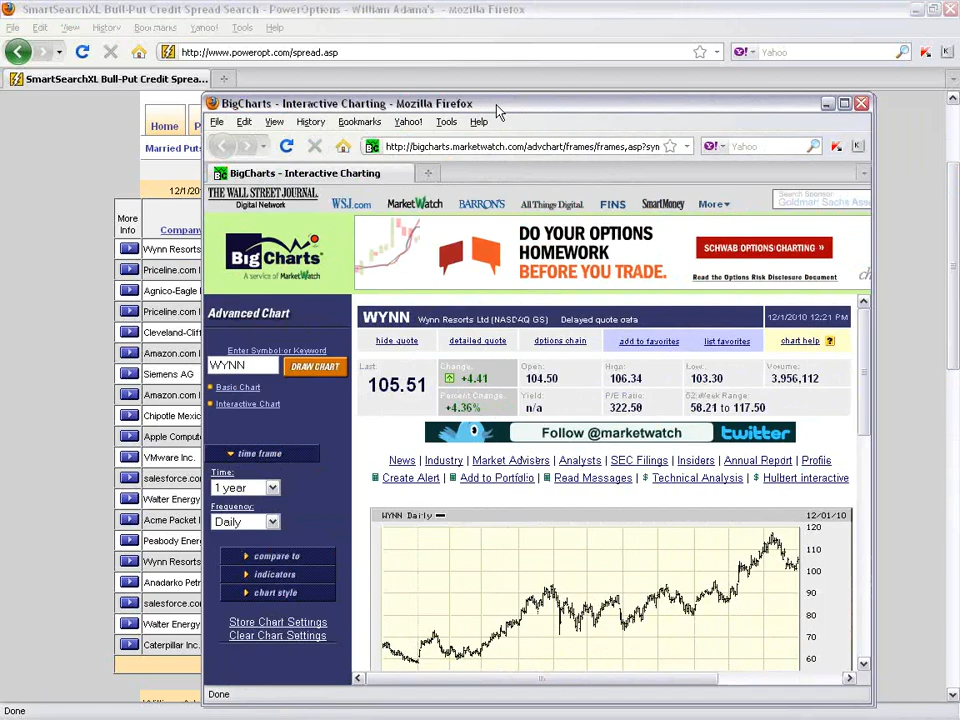 SmartSearchXL Bull-Put Credit Spread Search - PowerOptions - William Adama's - Mozilla Firefox
File Edit View History Bookmarks Yahoo! Tools Help
http://www.poweropt.com/spread.asp
Yahoo
SmartSearchXL Bull-Put Credit Sprea...
BigCharts - Interactive Charting - Mozilla Firefox
File Edit View History Bookmarks Yahoo! Tools Help
http://bigcharts.marketwatch.com/advchart/frames/frames.asp?syn
Yahoo
BigCharts - Interactive Charting
THE WALL STREET JOURNAL
Digital Network
WSJ.com MarketWatch BARRON'S All Things Digital FINS SmartMoney More
Search Sponsor
Goldman Sachs Asse
BigCharts
A service of MarketWatch
DO YOUR OPTIONS
HOMEWORK
BEFORE YOU TRADE.
SCHWAB OPTIONS CHARTING »
Read the Options Risk Disclosure Document
ch
Home P
Married Puts
12/1/20
More
Info
Company
Wynn Resorts
Priceline.com I
Agnico-Eagle
Priceline.com I
Cleveland-Cliff
Amazon.com
Siemens AG
Amazon.com
Chipotle Mexic
Apple Compute
VMware Inc.
salesforce.co
Walter Energy
Acme Packet I
Peabody Energ
Wynn Resorts
Anadarko Petr
salesforce.co
Walter Energy
Caterpillar Inc.
Advanced Chart
Enter Symbol or Keyword
WYNN DRAW CHART
Basic Chart
Interactive Chart
time frame
Time:
1 year
Frequency:
Daily
compare to
indicators
chart style
Store Chart Settings
Clear Chart Settings
WYNN Wynn Resorts Ltd (NASDAQ GS) Delayed quote data 12/1/2010 12:21 PM
hide quote detailed quote options chain add to favorites list favorites chart help ?
Last: Change: Open: High: Low: Volume:
105.51 +4.41 104.50 106.34 103.30 3,956,112
Percent Change: Yield: P/E Ratio: 52 Week Range:
+4.36% n/a 322.58 58.21 to 117.50
Follow @marketwatch twitter
News | Industry | Market Advisers | Analysts | SEC Filings | Insiders | Annual Report | Profile
Create Alert | Add to Portfolio | Read Messages | $ Technical Analysis | $ Hulbert interactive
WYNN Daily 12/01/10
120
110
100
90
80
70
60
Done
Done